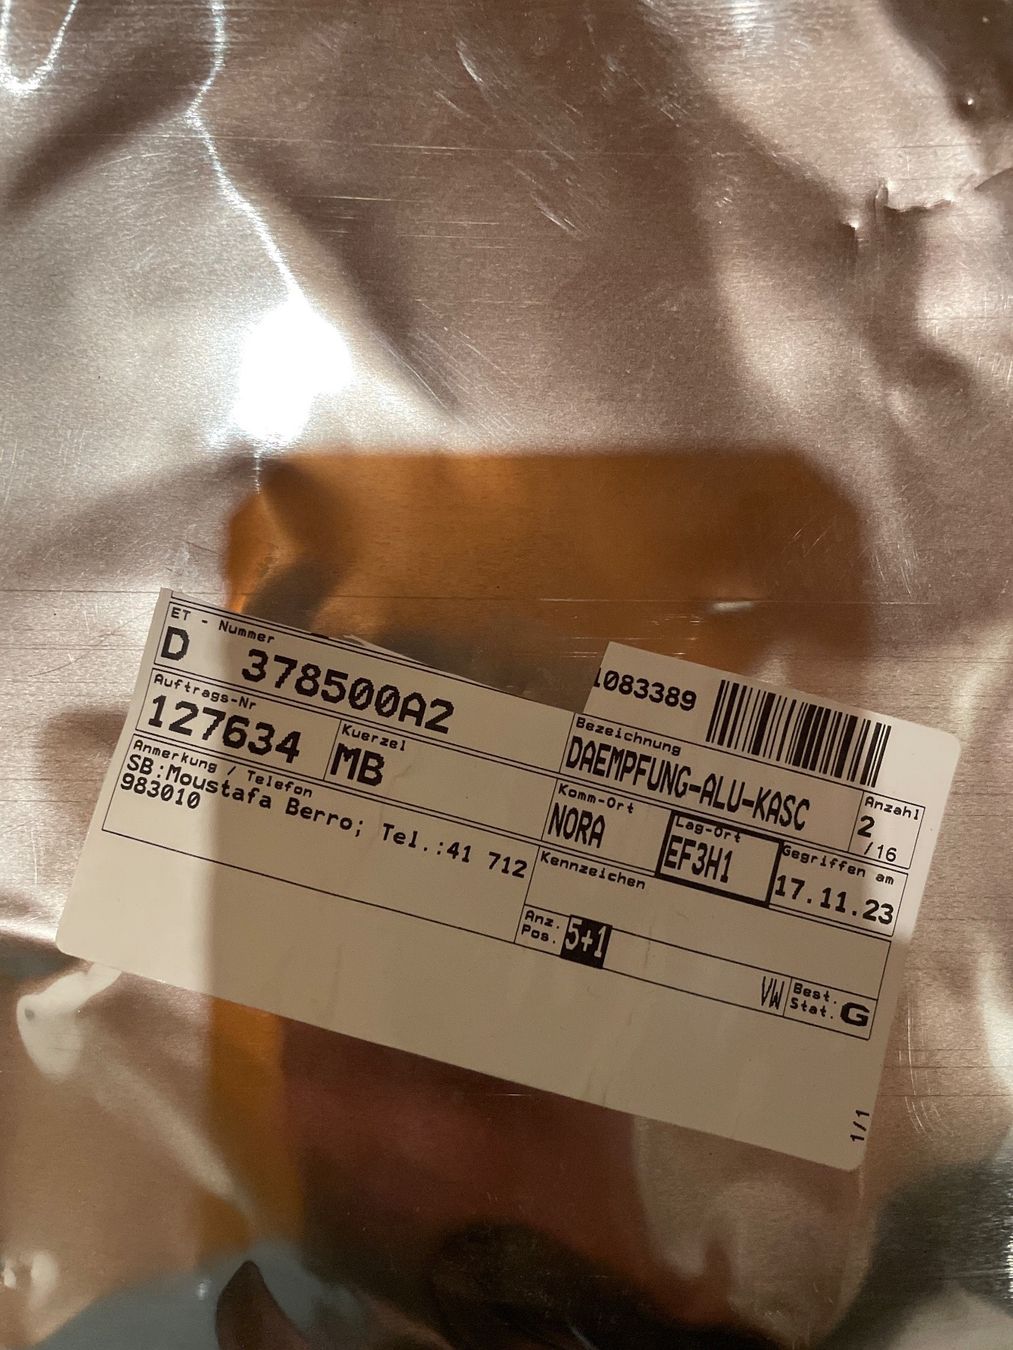 ET - Nummer
D 378500A2
1083389
Auftrags-Nr
127634
Kuerzel
MB
Bezeichnung
DAEMPFUNG-ALU-KASC
Anzahl
2
/16
Anmerkung / Telefon
SB:Moustafa Berro; Tel.:41 712
983010
Komm-Ort
NORA
Lag-Ort
EF3H1
Gegriffen am
17.11.23
Kennzeichen
Anz.
Pos.
5+1
VW
Best.
Stat.
G
1/1